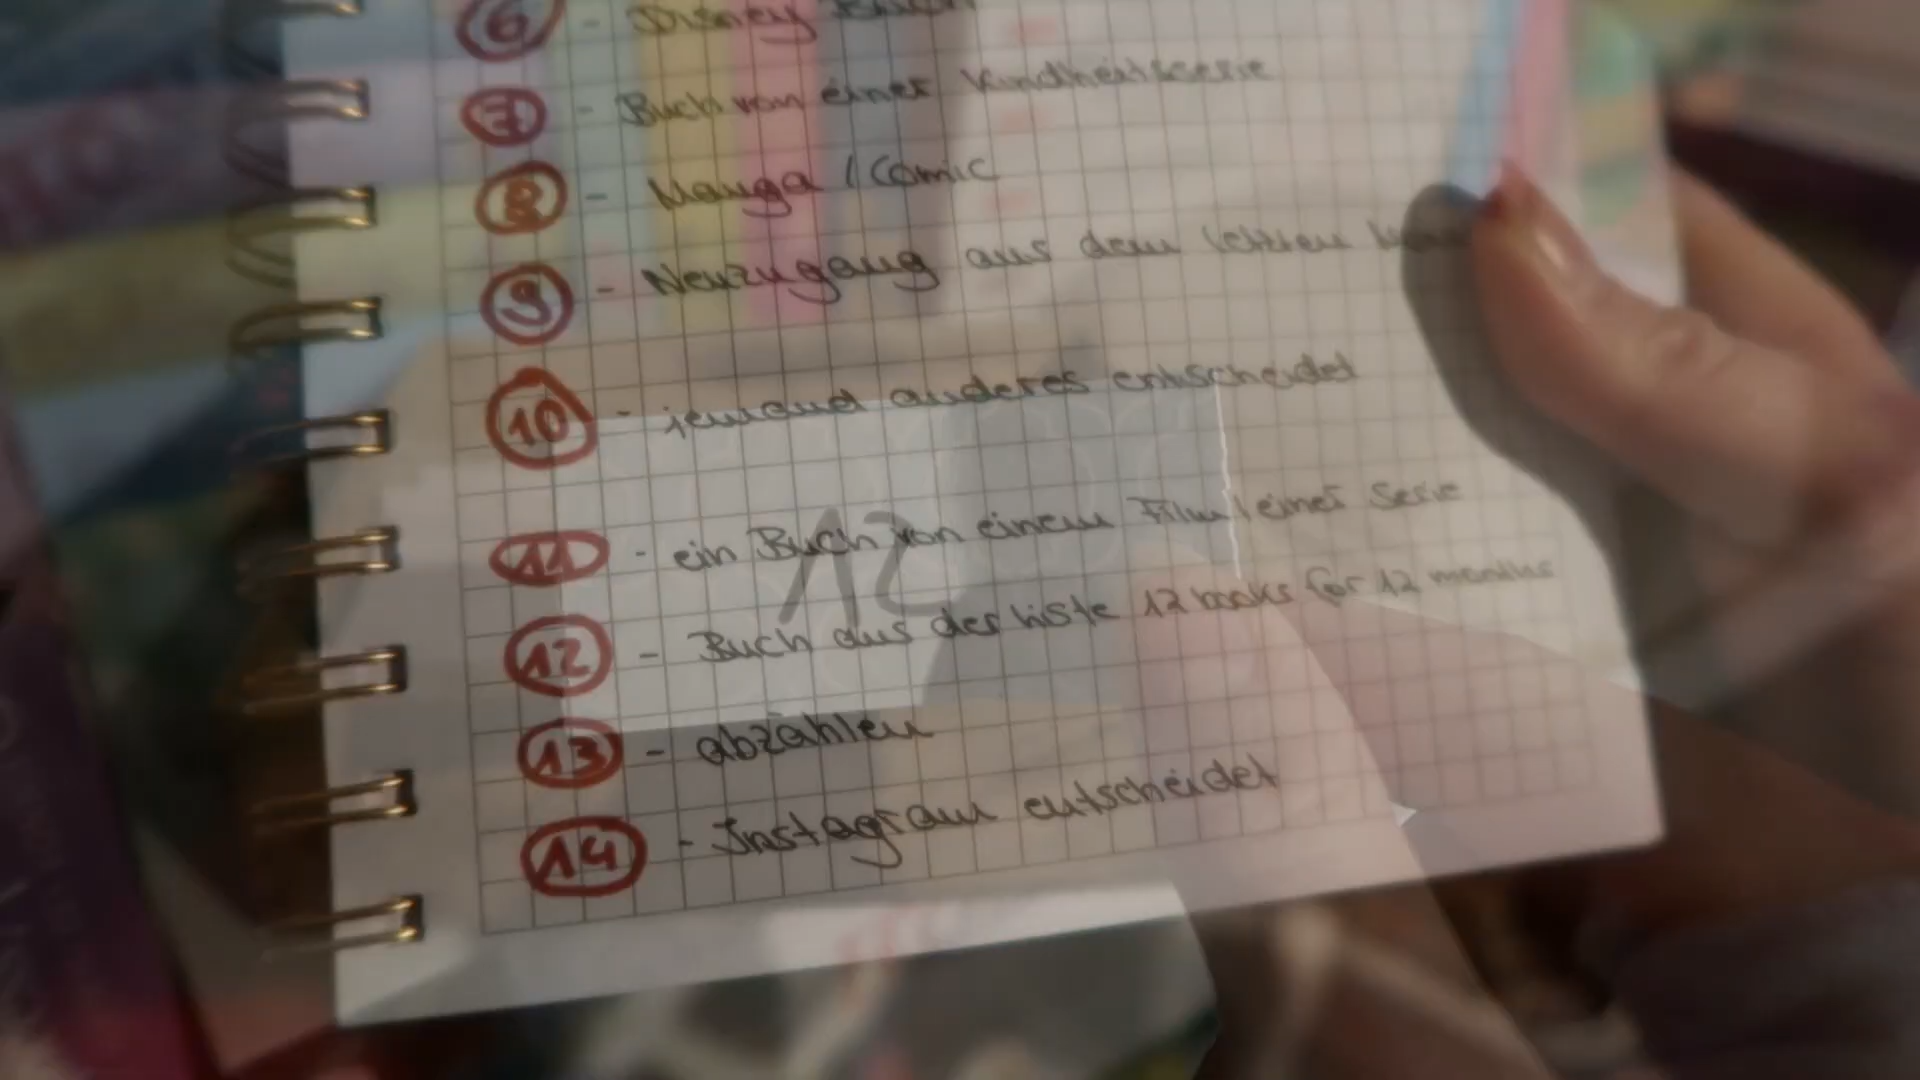 6 - Disney Buch
7 - Buch von einer Kindheitsserie
8 - Manga / Comic
9 - Neuzugang aus dem letzten
10 - jemand anderes entscheidet
11 - ein Buch von einem Film / einer Serie
12
12 - Buch aus der Liste 12 books for 12 months
13 - abzählen
14 - Instagram entscheidet